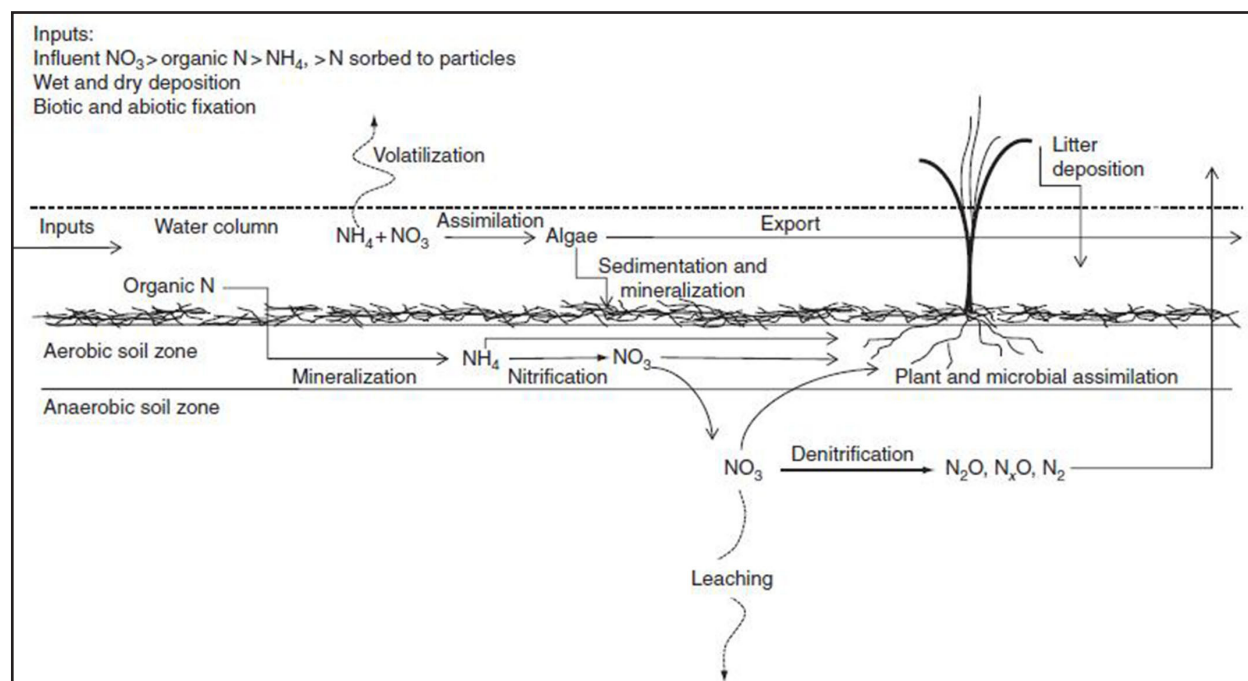 Inputs:
Influent NO₃ > organic N > NH₄, > N sorbed to particles
Wet and dry deposition
Biotic and abiotic fixation
Volatilization
Litter
deposition
Inputs
Water column
NH₄ + NO₃
Assimilation
Algae
Export
Organic N
Sedimentation and
mineralization
Aerobic soil zone
NH₄
NO₃
Mineralization
Nitrification
Plant and microbial assimilation
Anaerobic soil zone
NO₃
Denitrification
N₂O, NₓO, N₂
Leaching